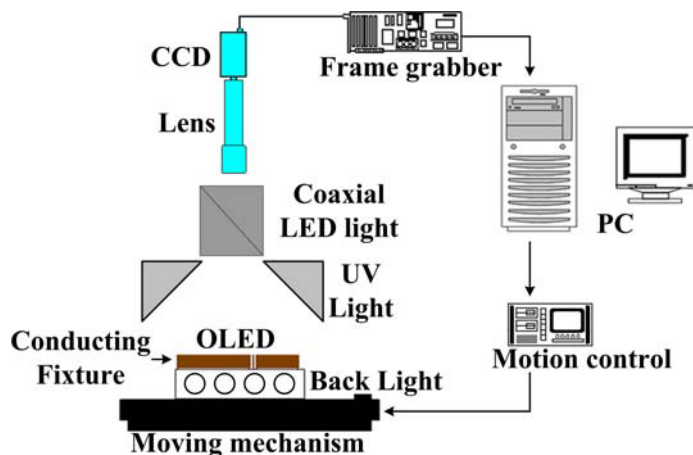 CCD
Frame grabber
Lens
Coaxial
LED light
PC
UV
Light
OLED
Conducting
Fixture
Back Light
Motion control
Moving mechanism